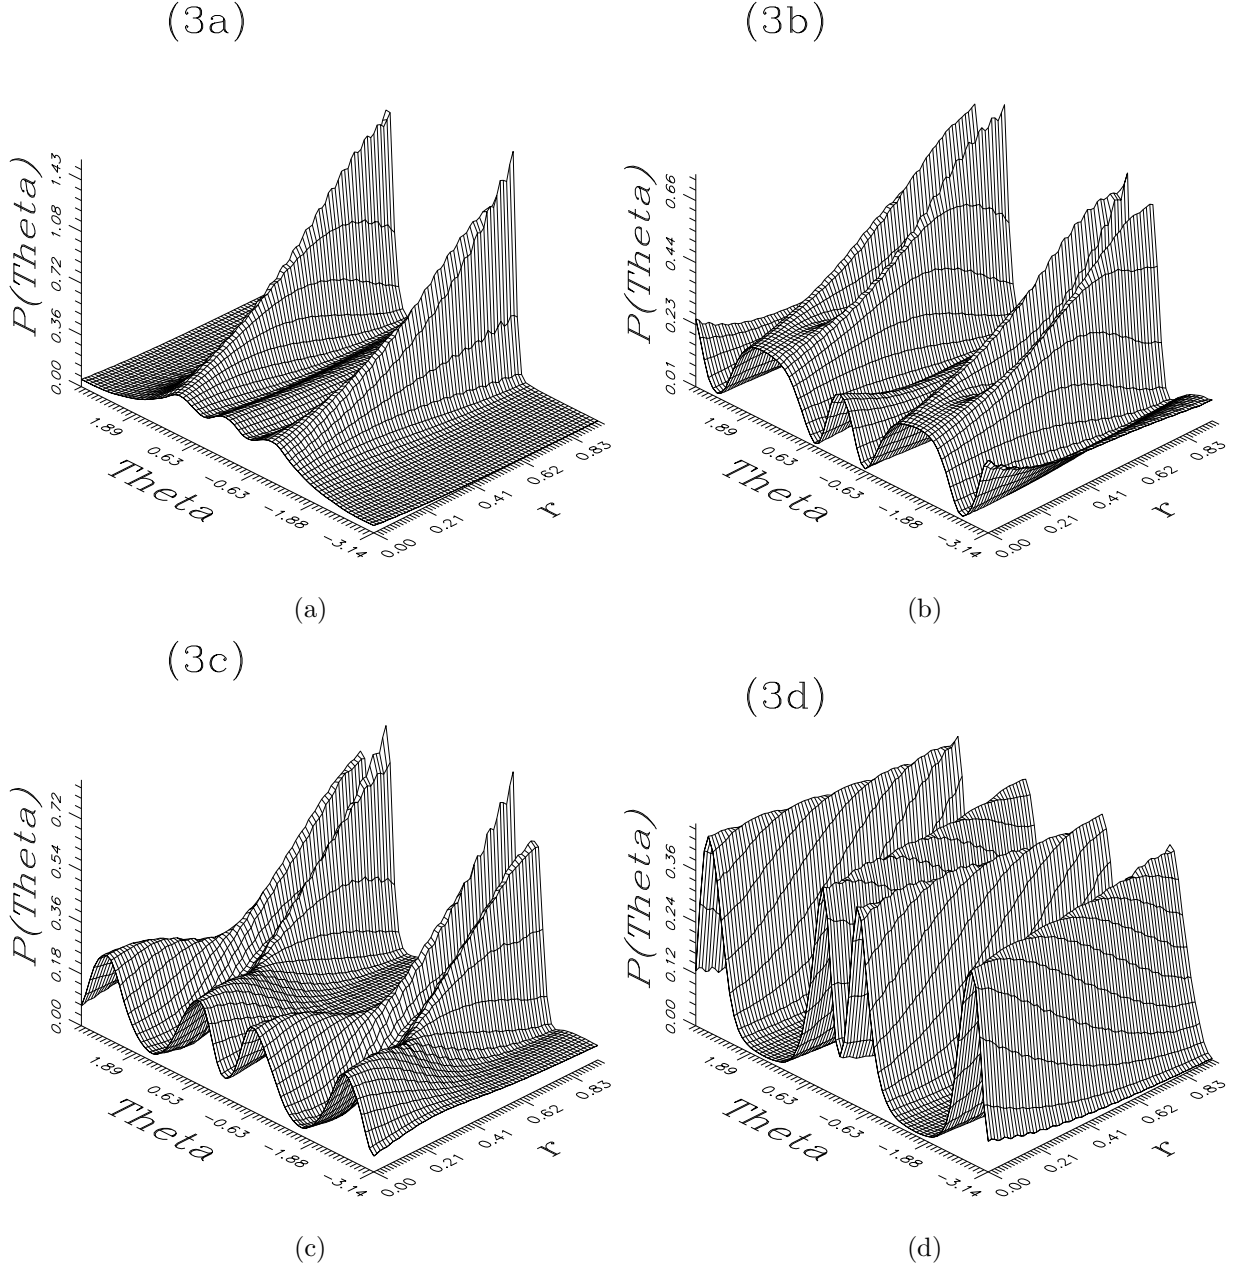 (3a)
P(Theta)
0.00 0.36 0.72 1.08 1.43
1.89 0.63 -0.63 -1.88 -3.14
Theta
0.00 0.21 0.41 0.62 0.83
r
(a)
(3b)
P(Theta)
0.01 0.23 0.44 0.66
1.89 0.63 -0.63 -1.88 -3.14
Theta
0.00 0.21 0.41 0.62 0.83
r
(b)
(3c)
P(Theta)
0.00 0.18 0.36 0.54 0.72
1.89 0.63 -0.63 -1.88 -3.14
Theta
0.00 0.21 0.41 0.62 0.83
r
(c)
(3d)
P(Theta)
0.00 0.12 0.24 0.36
1.89 0.63 -0.63 -1.88 -3.14
Theta
0.00 0.21 0.41 0.62 0.83
r
(d)